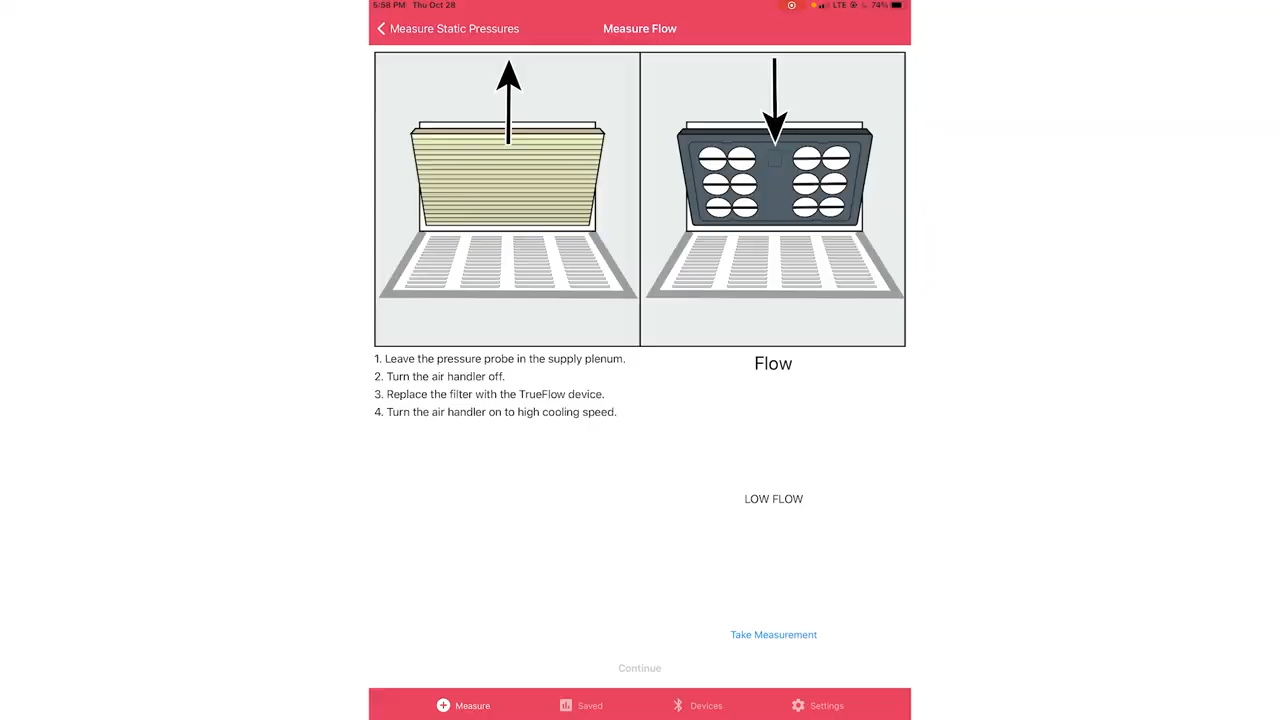 5:58 PM Thu Oct 28
LTE 74%
Measure Static Pressures
Measure Flow
1. Leave the pressure probe in the supply plenum.
2. Turn the air handler off.
3. Replace the filter with the TrueFlow device.
4. Turn the air handler on to high cooling speed.
Flow
LOW FLOW
Take Measurement
Continue
Measure
Saved
Devices
Settings